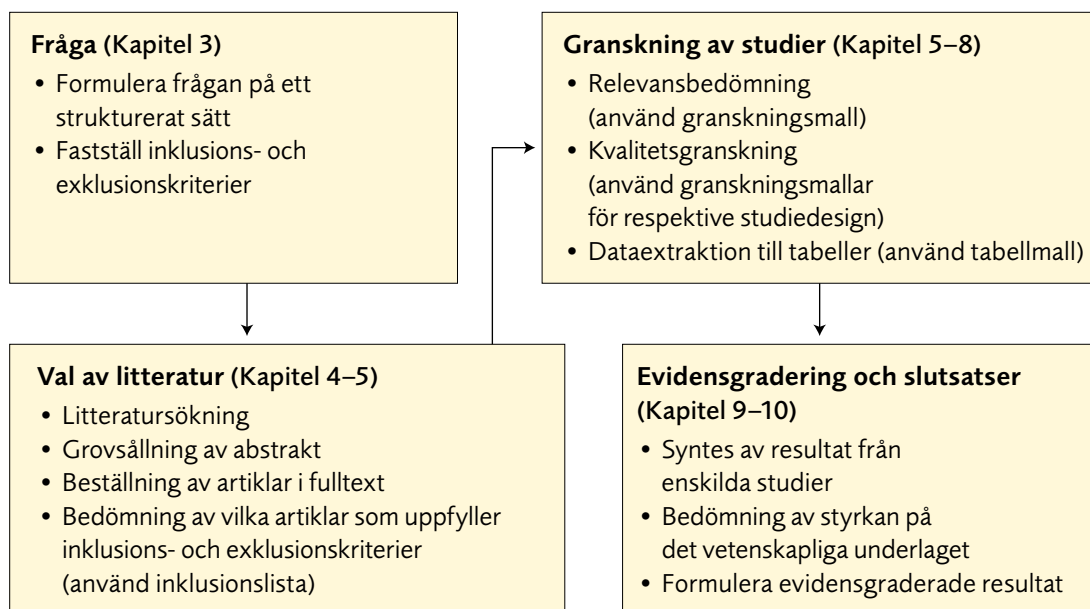 Fråga (Kapitel 3)
• Formulera frågan på ett
strukturerat sätt
• Fastställ inklusions- och
exklusionskriterier
Val av litteratur (Kapitel 4–5)
• Litteratursökning
• Grovsållning av abstrakt
• Beställning av artiklar i fulltext
• Bedömning av vilka artiklar som uppfyller
inklusions- och exklusionskriterier
(använd inklusionslista)
Granskning av studier (Kapitel 5–8)
• Relevansbedömning
(använd granskningsmall)
• Kvalitetsgranskning
(använd granskningsmallar
för respektive studiedesign)
• Dataextraktion till tabeller (använd tabellmall)
Evidensgradering och slutsatser
(Kapitel 9–10)
• Syntes av resultat från
enskilda studier
• Bedömning av styrkan på
det vetenskapliga underlaget
• Formulera evidensgraderade resultat